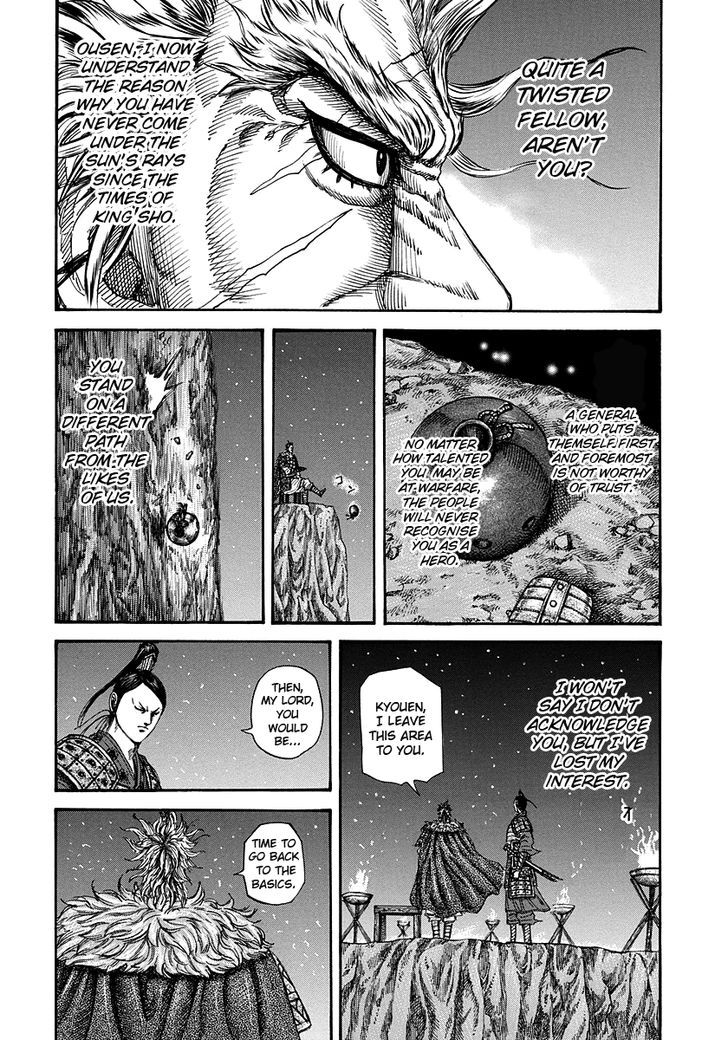 QUITE A
TWISTED
FELLOW,
AREN'T
YOU?
OUSEN, I NOW
UNDERSTAND
THE REASON
WHY YOU HAVE
NEVER COME
UNDER THE
SUN'S RAYS
SINCE THE
TIMES OF
KING SHO.
A GENERAL
WHO PUTS
THEMSELF FIRST
AND FOREMOST
IS NOT WORTHY
OF TRUST.
NO MATTER
HOW TALENTED
YOU MAY BE
AT WARFARE,
THE PEOPLE
WILL NEVER
RECOGNISE
YOU AS A
HERO.
コン
YOU
STAND
ON A
DIFFERENT
PATH
FROM THE
LIKES
OF US.
I WON'T
SAY I DON'T
ACKNOWLEDGE
YOU, BUT I'VE
LOST MY
INTEREST.
KYOUEN,
I LEAVE
THIS AREA
TO YOU.
THEN,
MY LORD,
YOU
WOULD
BE...
TIME TO
GO BACK
TO THE
BASICS.